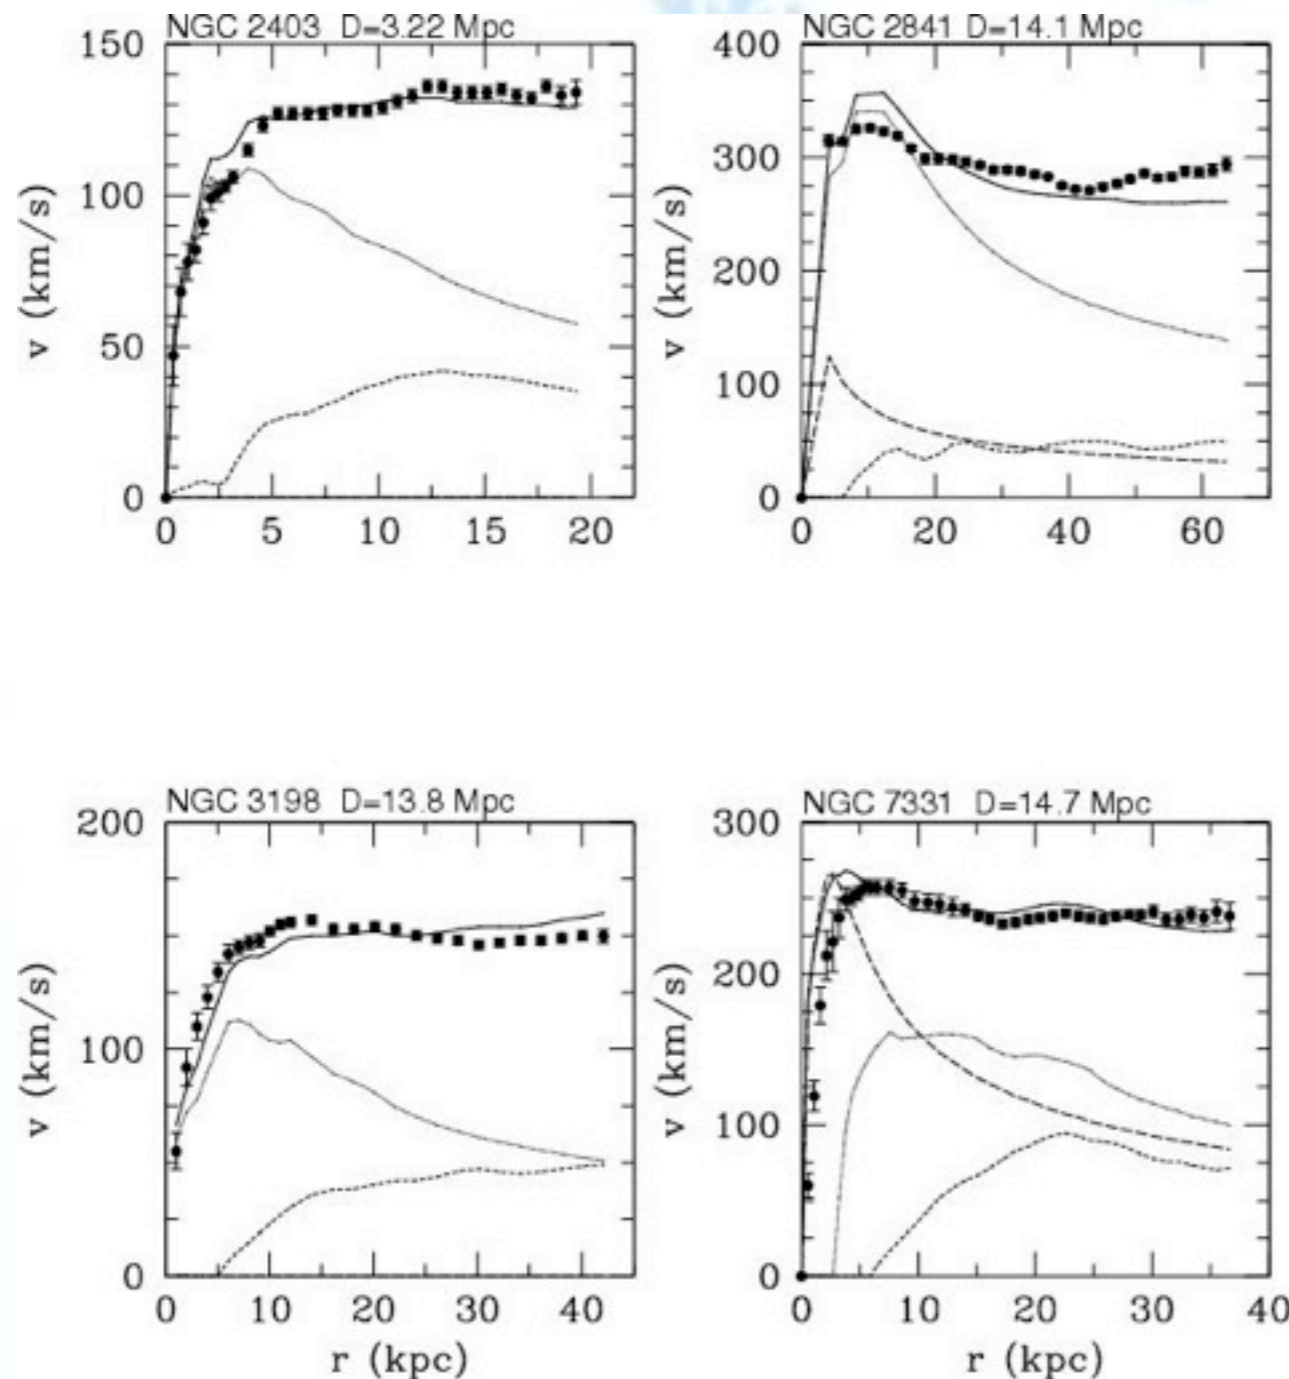 NGC 2403 D=3.22 Mpc
150
100
50
0
v (km/s)
0 5 10 15 20
NGC 2841 D=14.1 Mpc
400
300
200
100
0
v (km/s)
0 20 40 60
NGC 3198 D=13.8 Mpc
200
100
0
v (km/s)
0 10 20 30 40
r (kpc)
NGC 7331 D=14.7 Mpc
300
200
100
0
v (km/s)
0 10 20 30 40
r (kpc)